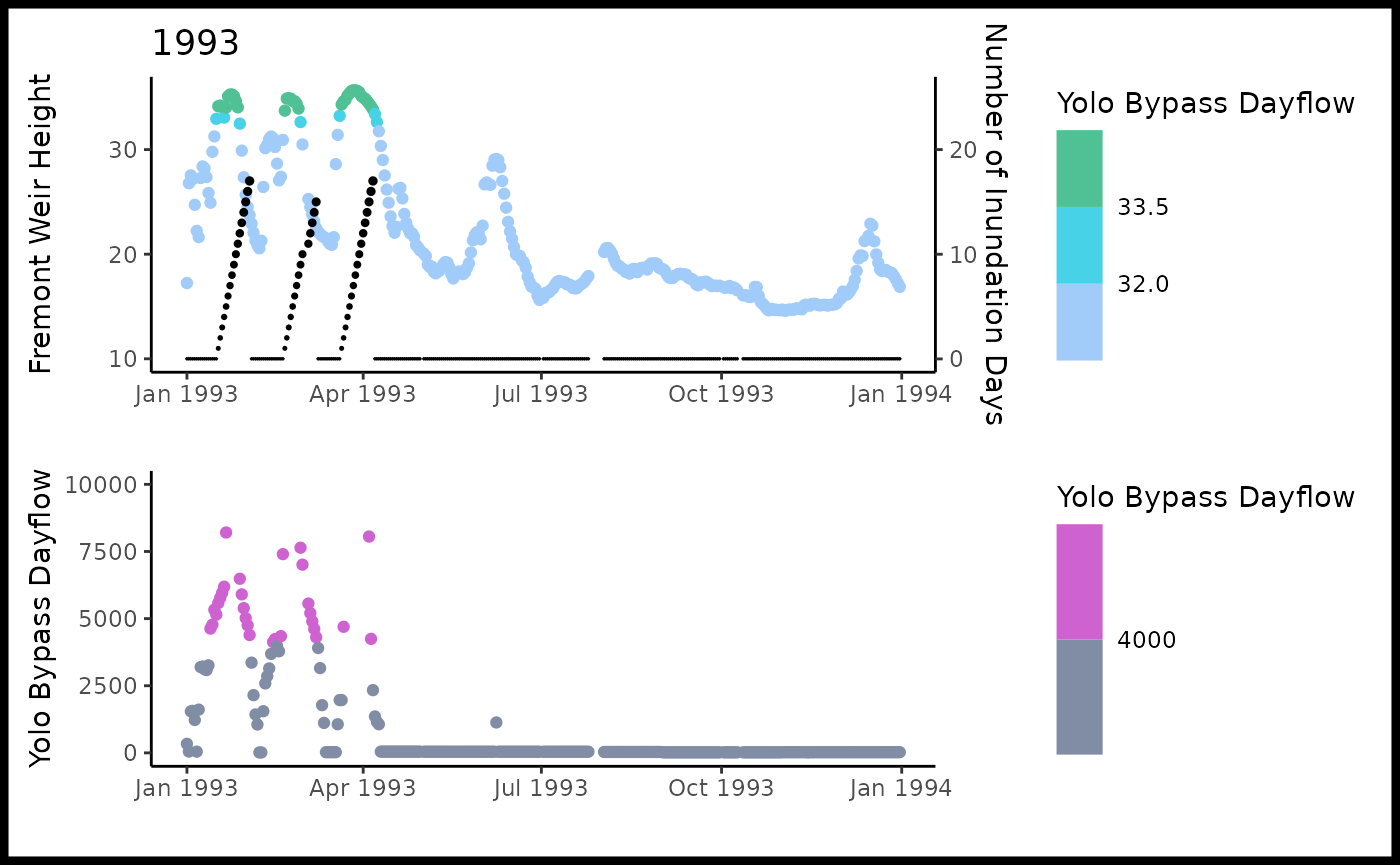 1993
Fremont Weir Height
30
20
10
20
10
0
Number of Inundation Days
Jan 1993
Apr 1993
Jul 1993
Oct 1993
Jan 1994
Yolo Bypass Dayflow
33.5
32.0
Yolo Bypass Dayflow
10000
7500
5000
2500
0
Jan 1993
Apr 1993
Jul 1993
Oct 1993
Jan 1994
Yolo Bypass Dayflow
4000